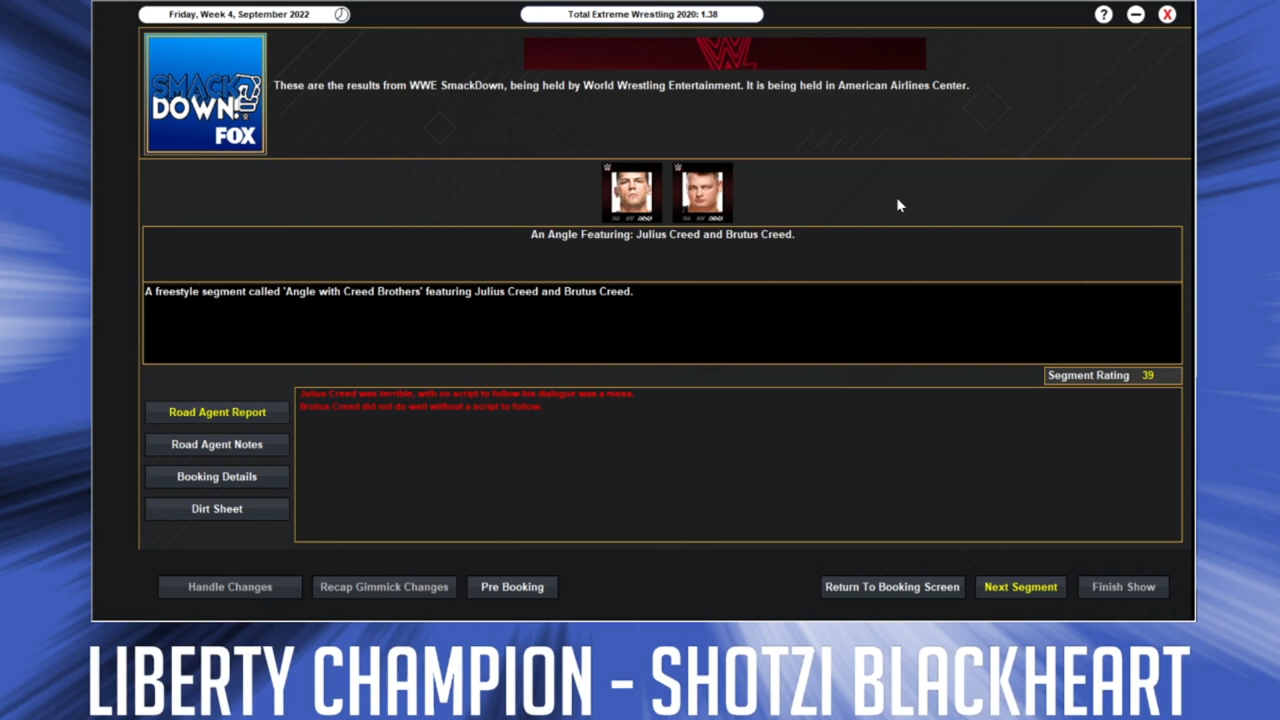 Friday, Week 4, September 2022
Total Extreme Wrestling 2020: 1.38
?
X
SMACK
DOWN!
FOX
These are the results from WWE SmackDown, being held by World Wrestling Entertainment. It is being held in American Airlines Center.
An Angle Featuring: Julius Creed and Brutus Creed.
A freestyle segment called 'Angle with Creed Brothers' featuring Julius Creed and Brutus Creed.
Segment Rating 39
Julius Creed was terrible, with no script to follow his dialogue was a mess.
Brutus Creed did not do well without a script to follow.
Road Agent Report
Road Agent Notes
Booking Details
Dirt Sheet
Handle Changes
Recap Gimmick Changes
Pre Booking
Return To Booking Screen
Next Segment
Finish Show
LIBERTY CHAMPION - SHOTZI BLACKHEART